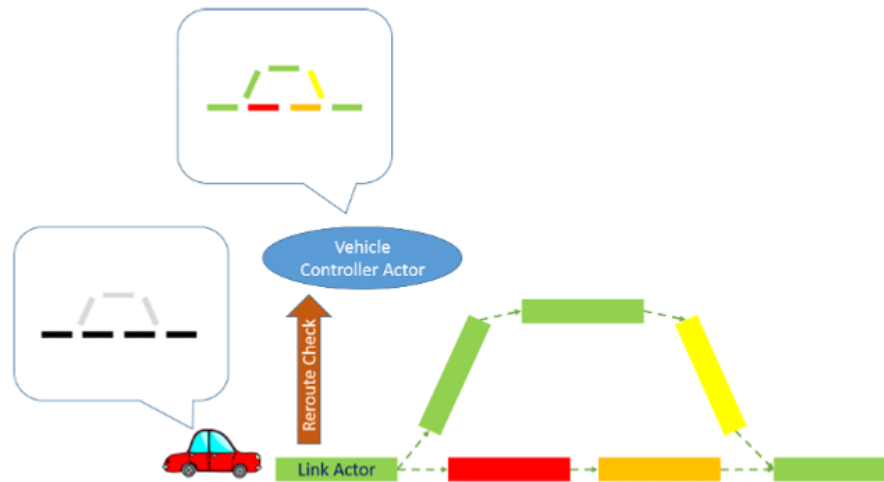 Vehicle
Controller Actor
Reroute Check
Link Actor